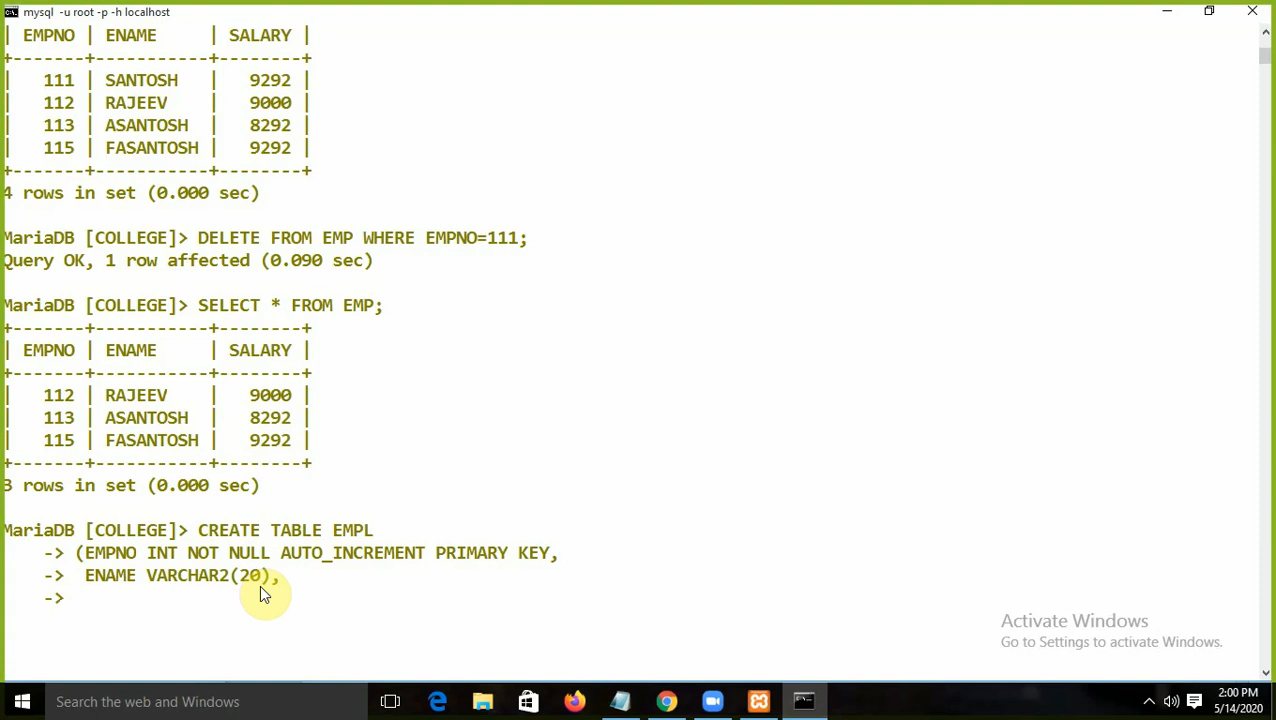 mysql -u root -p -h localhost
| EMPNO | ENAME     | SALARY |
+-------+-----------+--------+
|   111 | SANTOSH   |   9292 |
|   112 | RAJEEV    |   9000 |
|   113 | ASANTOSH  |   8292 |
|   115 | FASANTOSH |   9292 |
+-------+-----------+--------+
4 rows in set (0.000 sec)
MariaDB [COLLEGE]> DELETE FROM EMP WHERE EMPNO=111;
Query OK, 1 row affected (0.090 sec)
MariaDB [COLLEGE]> SELECT * FROM EMP;
+-------+-----------+--------+
| EMPNO | ENAME     | SALARY |
+-------+-----------+--------+
|   112 | RAJEEV    |   9000 |
|   113 | ASANTOSH  |   8292 |
|   115 | FASANTOSH |   9292 |
+-------+-----------+--------+
3 rows in set (0.000 sec)
MariaDB [COLLEGE]> CREATE TABLE EMPL
    -> (EMPNO INT NOT NULL AUTO_INCREMENT PRIMARY KEY,
    ->  ENAME VARCHAR2(20),
    ->
Activate Windows
Go to Settings to activate Windows.
Search the web and Windows
2:00 PM
5/14/2020